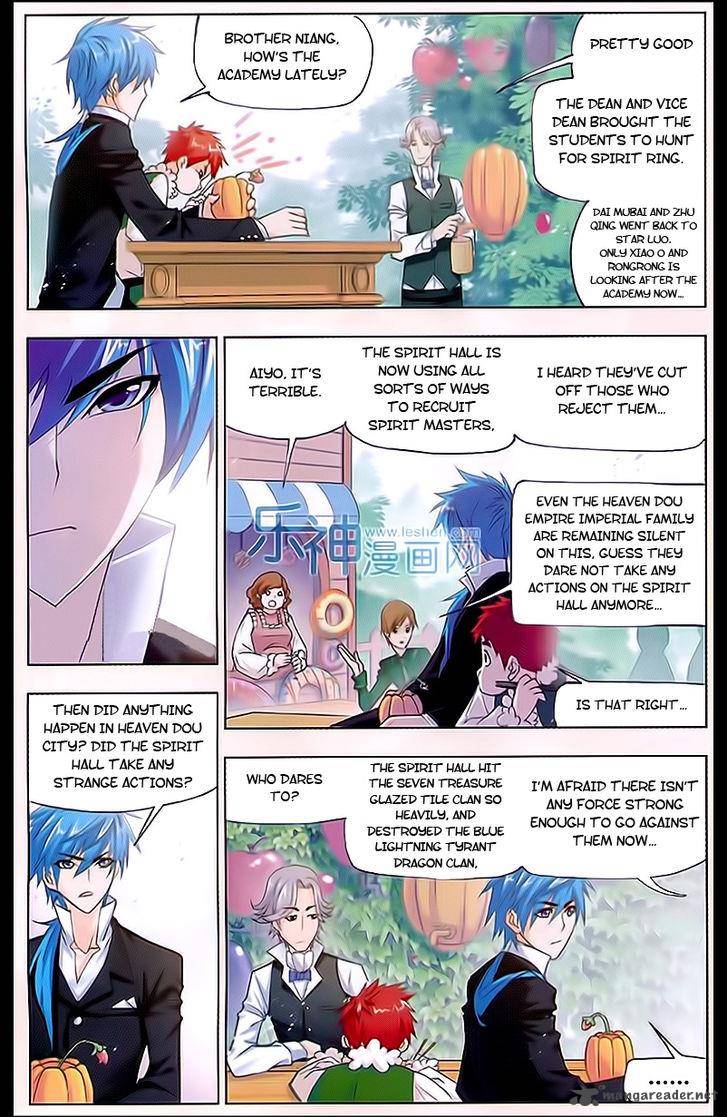 BROTHER NIANG,
HOW'S THE
ACADEMY LATELY?
PRETTY GOOD
THE DEAN AND VICE
DEAN BROUGHT THE
STUDENTS TO HUNT
FOR SPIRIT RING.
DAI MUBAI AND ZHU
QING WENT BACK TO
STAR LUO.
ONLY XIAO O AND
RONGRONG IS
LOOKING AFTER THE
ACADEMY NOW...
AIYO, IT'S
TERRIBLE.
THE SPIRIT HALL IS
NOW USING ALL
SORTS OF WAYS
TO RECRUIT
SPIRIT MASTERS,
I HEARD THEY'VE CUT
OFF THOSE WHO
REJECT THEM...
EVEN THE HEAVEN DOU
EMPIRE IMPERIAL FAMILY
ARE REMAINING SILENT
ON THIS, GUESS THEY
DARE NOT TAKE ANY
ACTIONS ON THE SPIRIT
HALL ANYMORE...
乐神漫画网
www.leshen.com
IS THAT RIGHT...
THEN DID ANYTHING
HAPPEN IN HEAVEN DOU
CITY? DID THE SPIRIT
HALL TAKE ANY
STRANGE ACTIONS?
WHO DARES
TO?
THE SPIRIT HALL HIT
THE SEVEN TREASURE
GLAZED TILE CLAN SO
HEAVILY, AND
DESTROYED THE BLUE
LIGHTNING TYRANT
DRAGON CLAN,
I'M AFRAID THERE ISN'T
ANY FORCE STRONG
ENOUGH TO GO AGAINST
THEM NOW...
......
mangareader.net